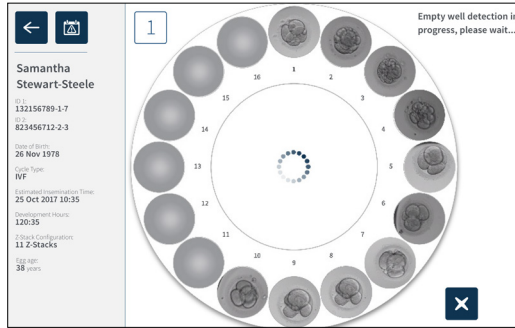 1
Empty well detection in
progress, please wait...
Samantha
Stewart-Steele
ID 1:
132156789-1-7
ID 2:
823456712-2-3
Date of Birth:
26 Nov 1978
Cycle Type:
IVF
Estimated Insemination Time:
25 Oct 2017 10:35
Development Hours:
120:35
Z-Stack Configuration:
11 Z-Stacks
Egg age:
38 years
1
2
3
4
5
6
7
8
9
10
11
12
13
14
15
16